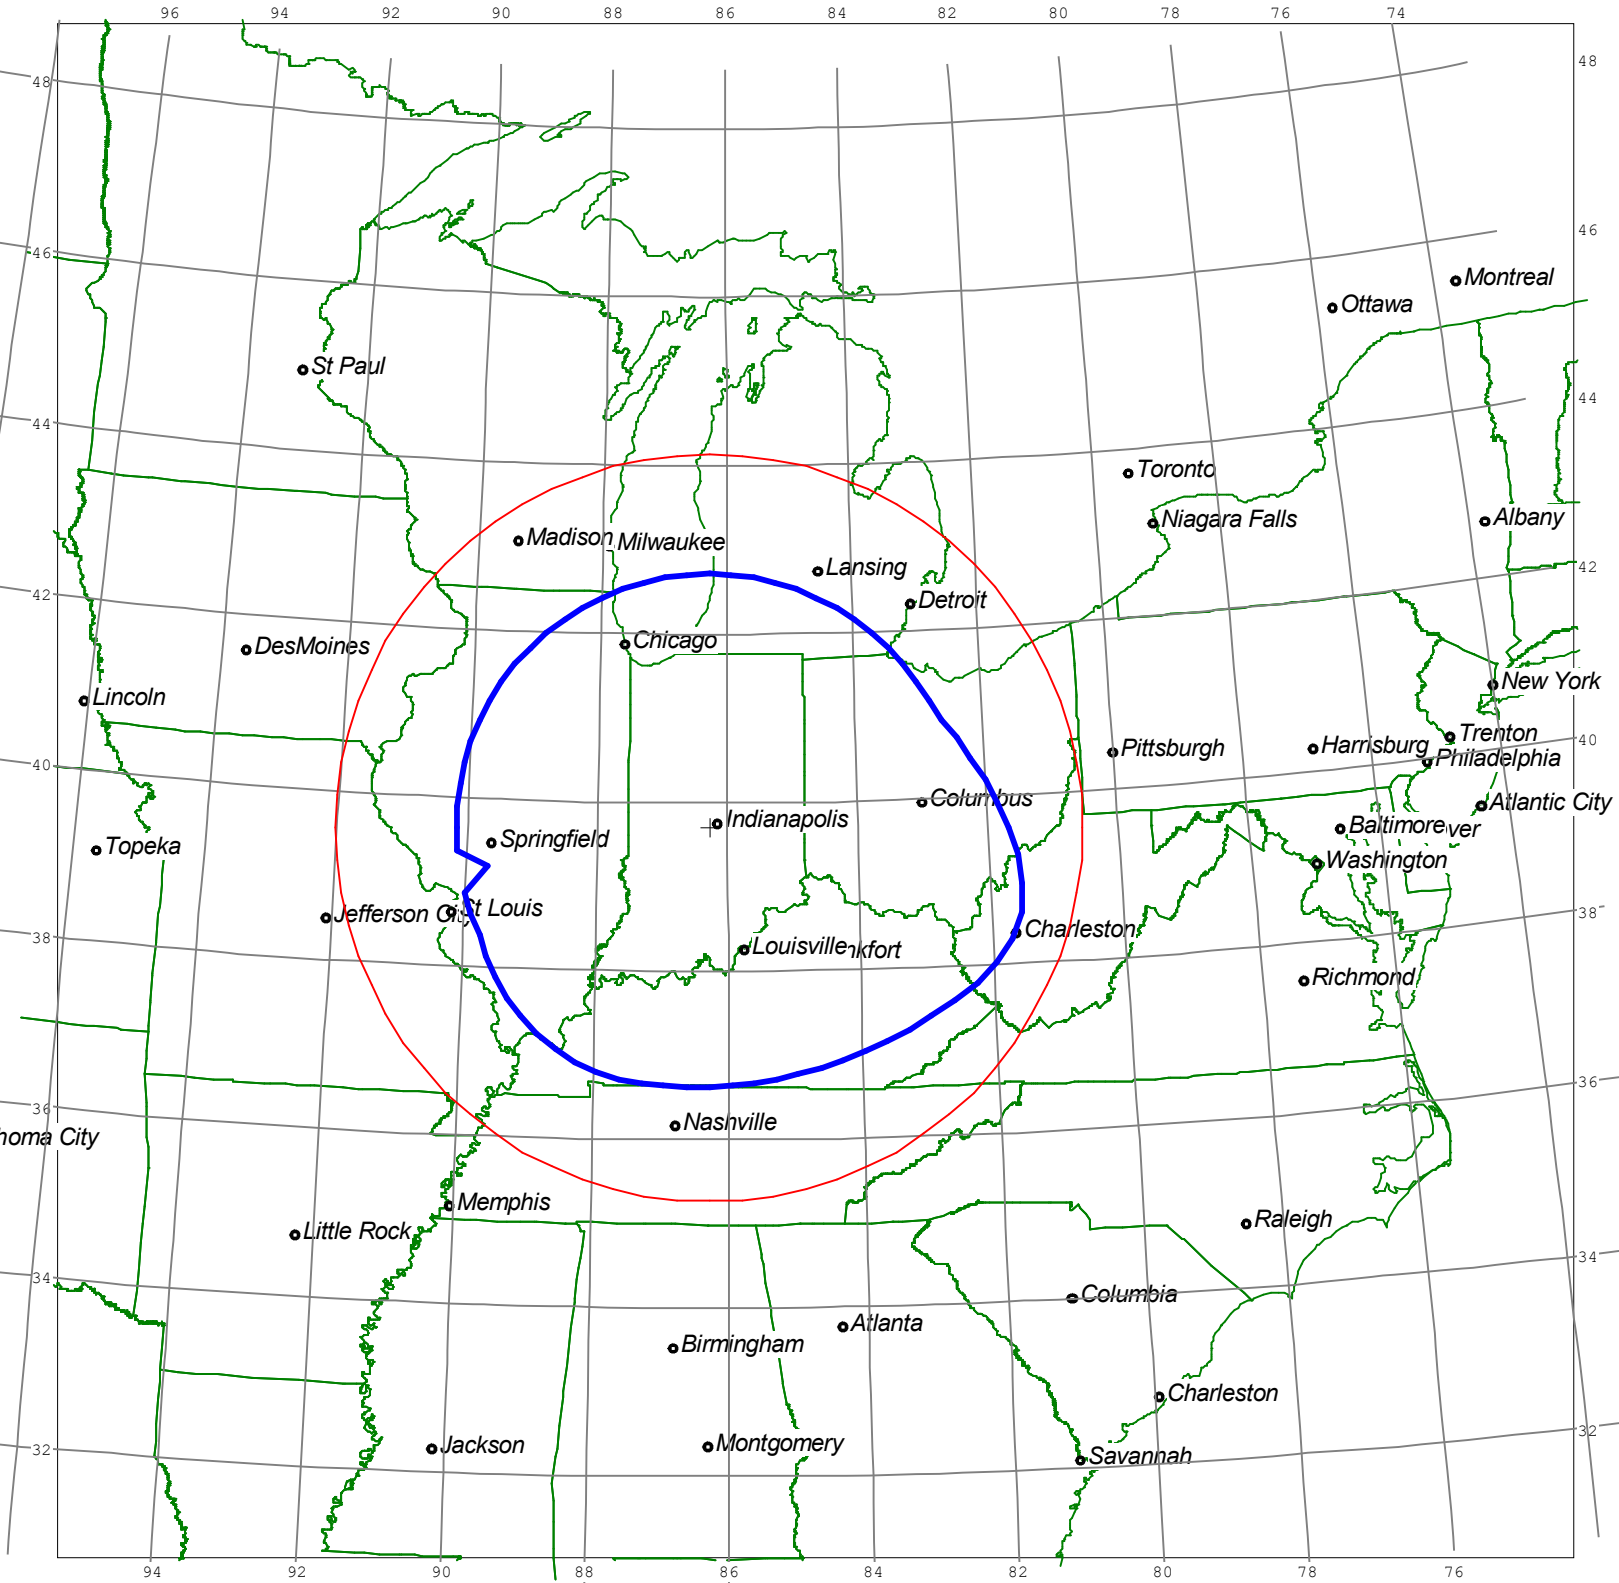 96 94 92 90 88 86 84 82 80 78 76 74
48 48
46 46
Montreal
Ottawa
St Paul
44 44
Toronto
Niagara Falls
Albany
Madison Milwaukee
Lansing
42 42
Detroit
Chicago
DesMoines
New York
Lincoln
Trenton
40
Pittsburgh
Harrisburg
Philadelphia
40
Columbus
Atlantic City
Indianapolis
Baltimore ver
Springfield
Topeka
Washington
St Louis
Jefferson Ci
38
Charleston
38
Louisville nkfort
Richmond
36
36
Nashville
homa City
Memphis
Raleigh
Little Rock
34
34
Columbia
Atlanta
Birmingham
Charleston
32
Jackson
Montgomery
32
Savannah
94 92 90 88 86 84 82 80 78 76